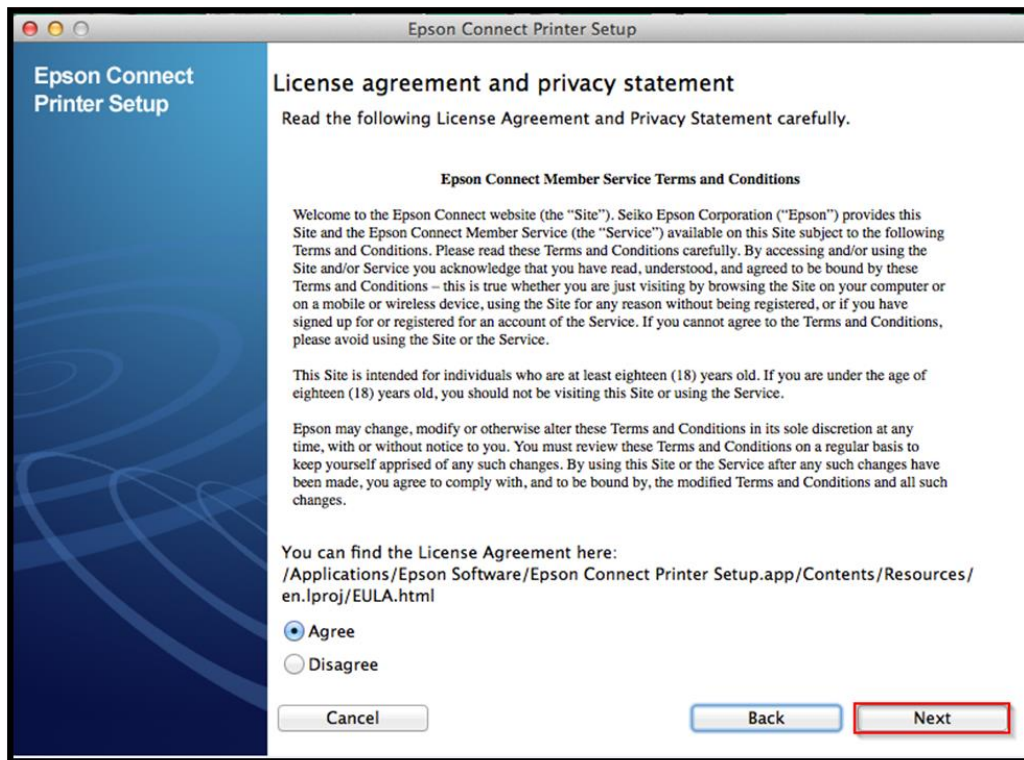 Epson Connect Printer Setup
Epson Connect
Printer Setup
License agreement and privacy statement
Read the following License Agreement and Privacy Statement carefully.
Epson Connect Member Service Terms and Conditions
Welcome to the Epson Connect website (the “Site”). Seiko Epson Corporation (“Epson”) provides this
Site and the Epson Connect Member Service (the “Service”) available on this Site subject to the following
Terms and Conditions. Please read these Terms and Conditions carefully. By accessing and/or using the
Site and/or Service you acknowledge that you have read, understood, and agreed to be bound by these
Terms and Conditions – this is true whether you are just visiting by browsing the Site on your computer or
on a mobile or wireless device, using the Site for any reason without being registered, or if you have
signed up for or registered for an account of the Service. If you cannot agree to the Terms and Conditions,
please avoid using the Site or the Service.
This Site is intended for individuals who are at least eighteen (18) years old. If you are under the age of
eighteen (18) years old, you should not be visiting this Site or using the Service.
Epson may change, modify or otherwise alter these Terms and Conditions in its sole discretion at any
time, with or without notice to you. You must review these Terms and Conditions on a regular basis to
keep yourself apprised of any such changes. By using this Site or the Service after any such changes have
been made, you agree to comply with, and to be bound by, the modified Terms and Conditions and all such
changes.
You can find the License Agreement here:
/Applications/Epson Software/Epson Connect Printer Setup.app/Contents/Resources/
en.lproj/EULA.html
Agree
Disagree
Cancel
Back
Next